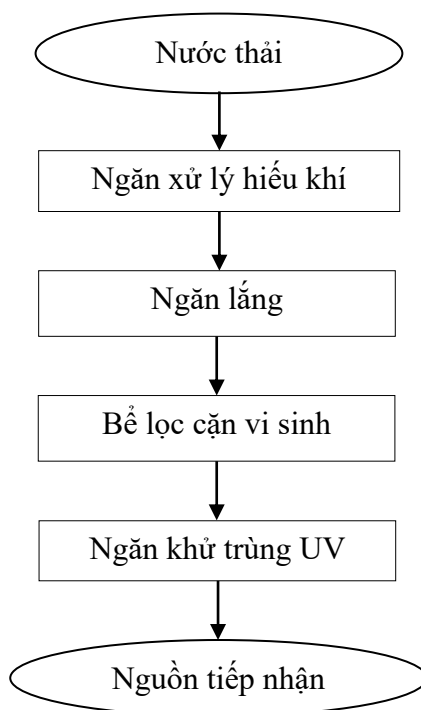 Nước thải
Ngăn xử lý hiếu khí
Ngăn lắng
Bể lọc cặn vi sinh
Ngăn khử trùng UV
Nguồn tiếp nhận